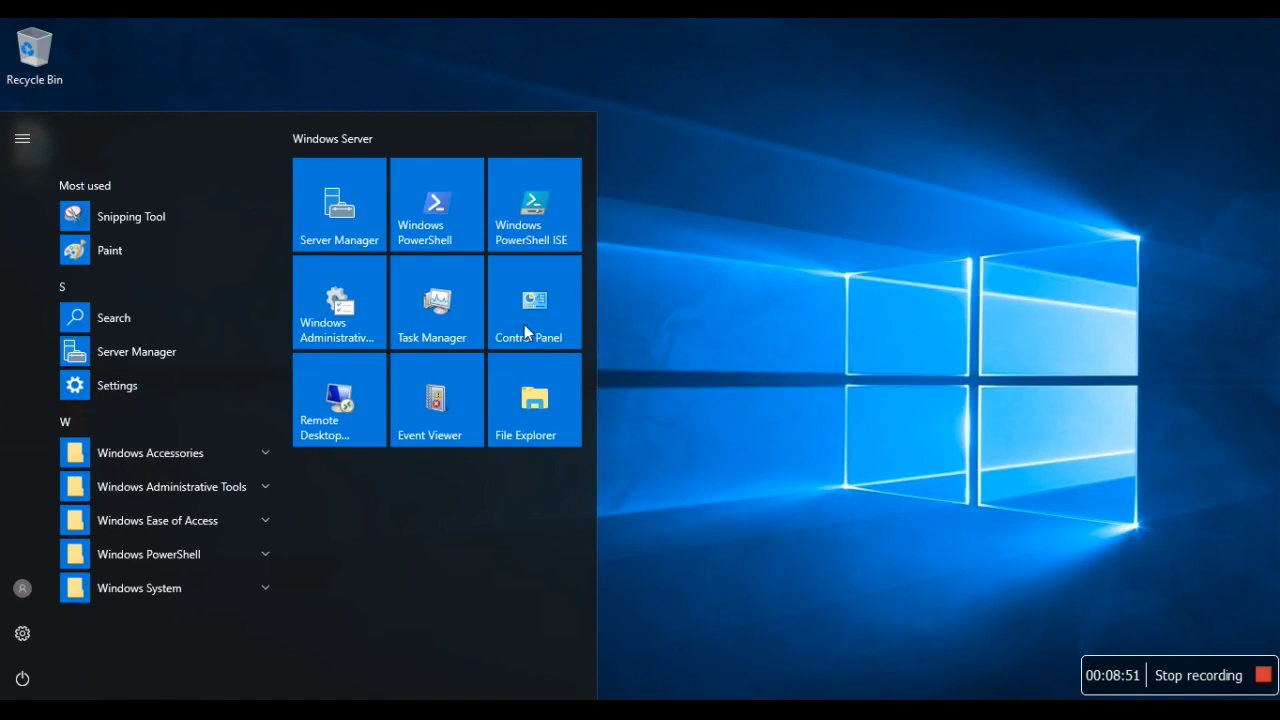 Recycle Bin
Most used
Snipping Tool
Paint
S
Search
Server Manager
Settings
W
Windows Accessories
Windows Administrative Tools
Windows Ease of Access
Windows PowerShell
Windows System
Windows Server
Server Manager
Windows
PowerShell
Windows
PowerShell ISE
Windows
Administrativ...
Task Manager
Control Panel
Remote
Desktop...
Event Viewer
File Explorer
00:08:51 Stop recording